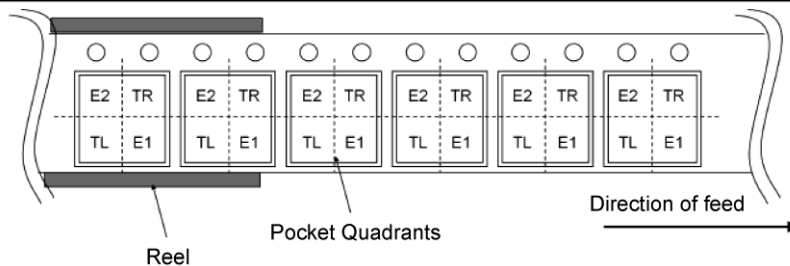 E2 TR E2 TR E2 TR E2 TR E2 TR E2 TR
TL E1 TL E1 TL E1 TL E1 TL E1 TL E1
Direction of feed
Pocket Quadrants
Reel